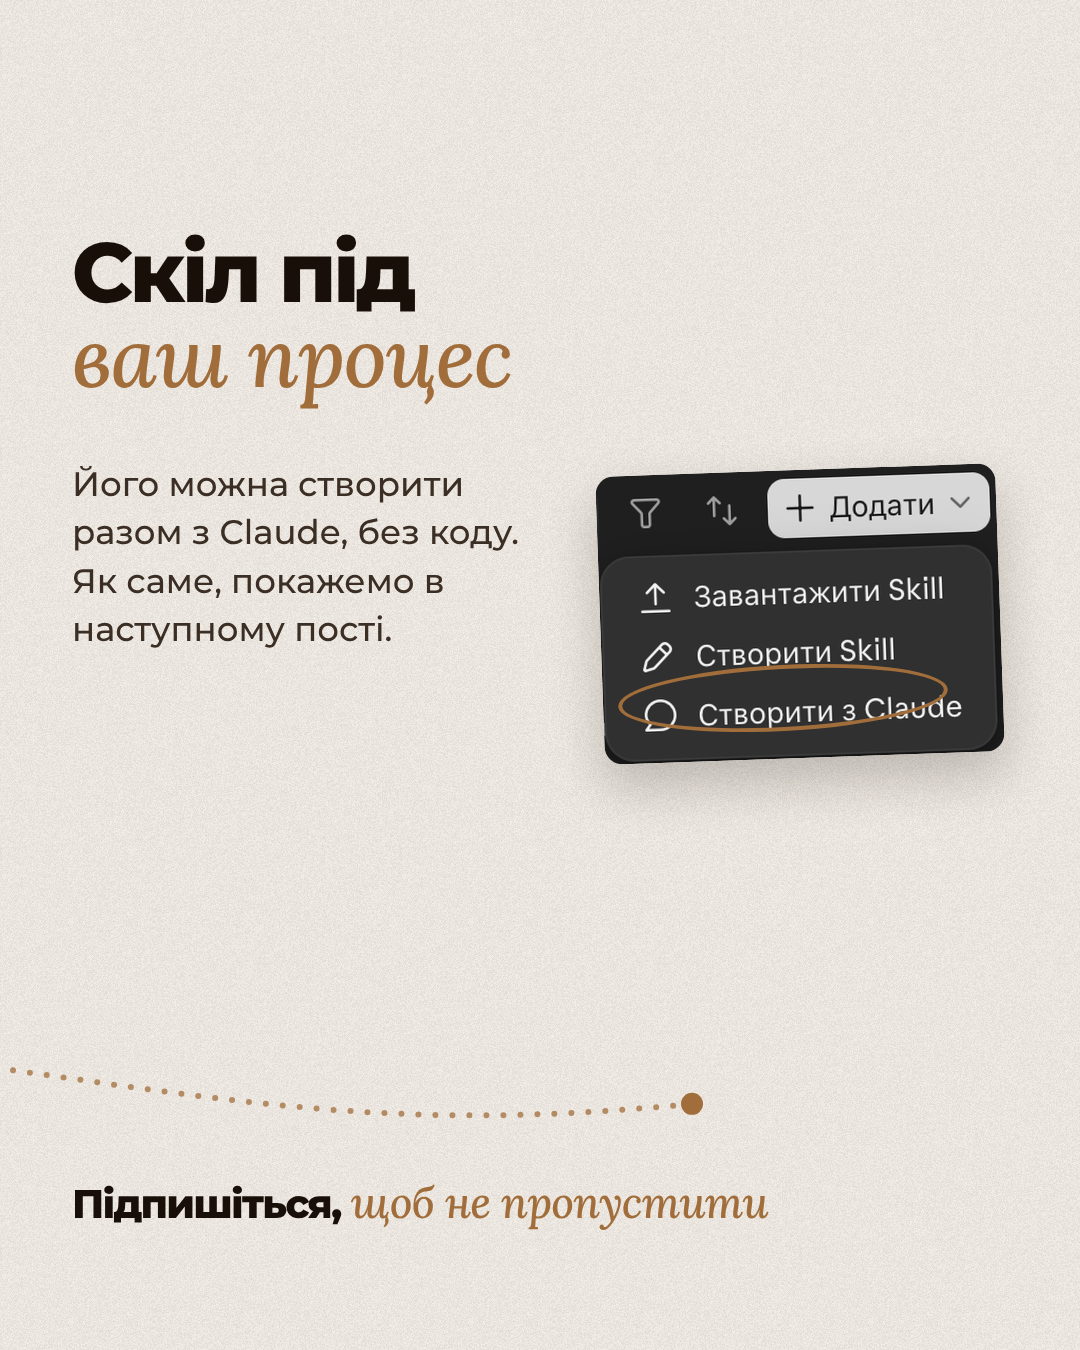 Скіл під
ваш процес
Його можна створити
разом з Claude, без коду.
Як саме, покажемо в
наступному пості.
Додати
Завантажити Skill
Створити Skill
Створити з Claude
Підпишіться, щоб не пропустити